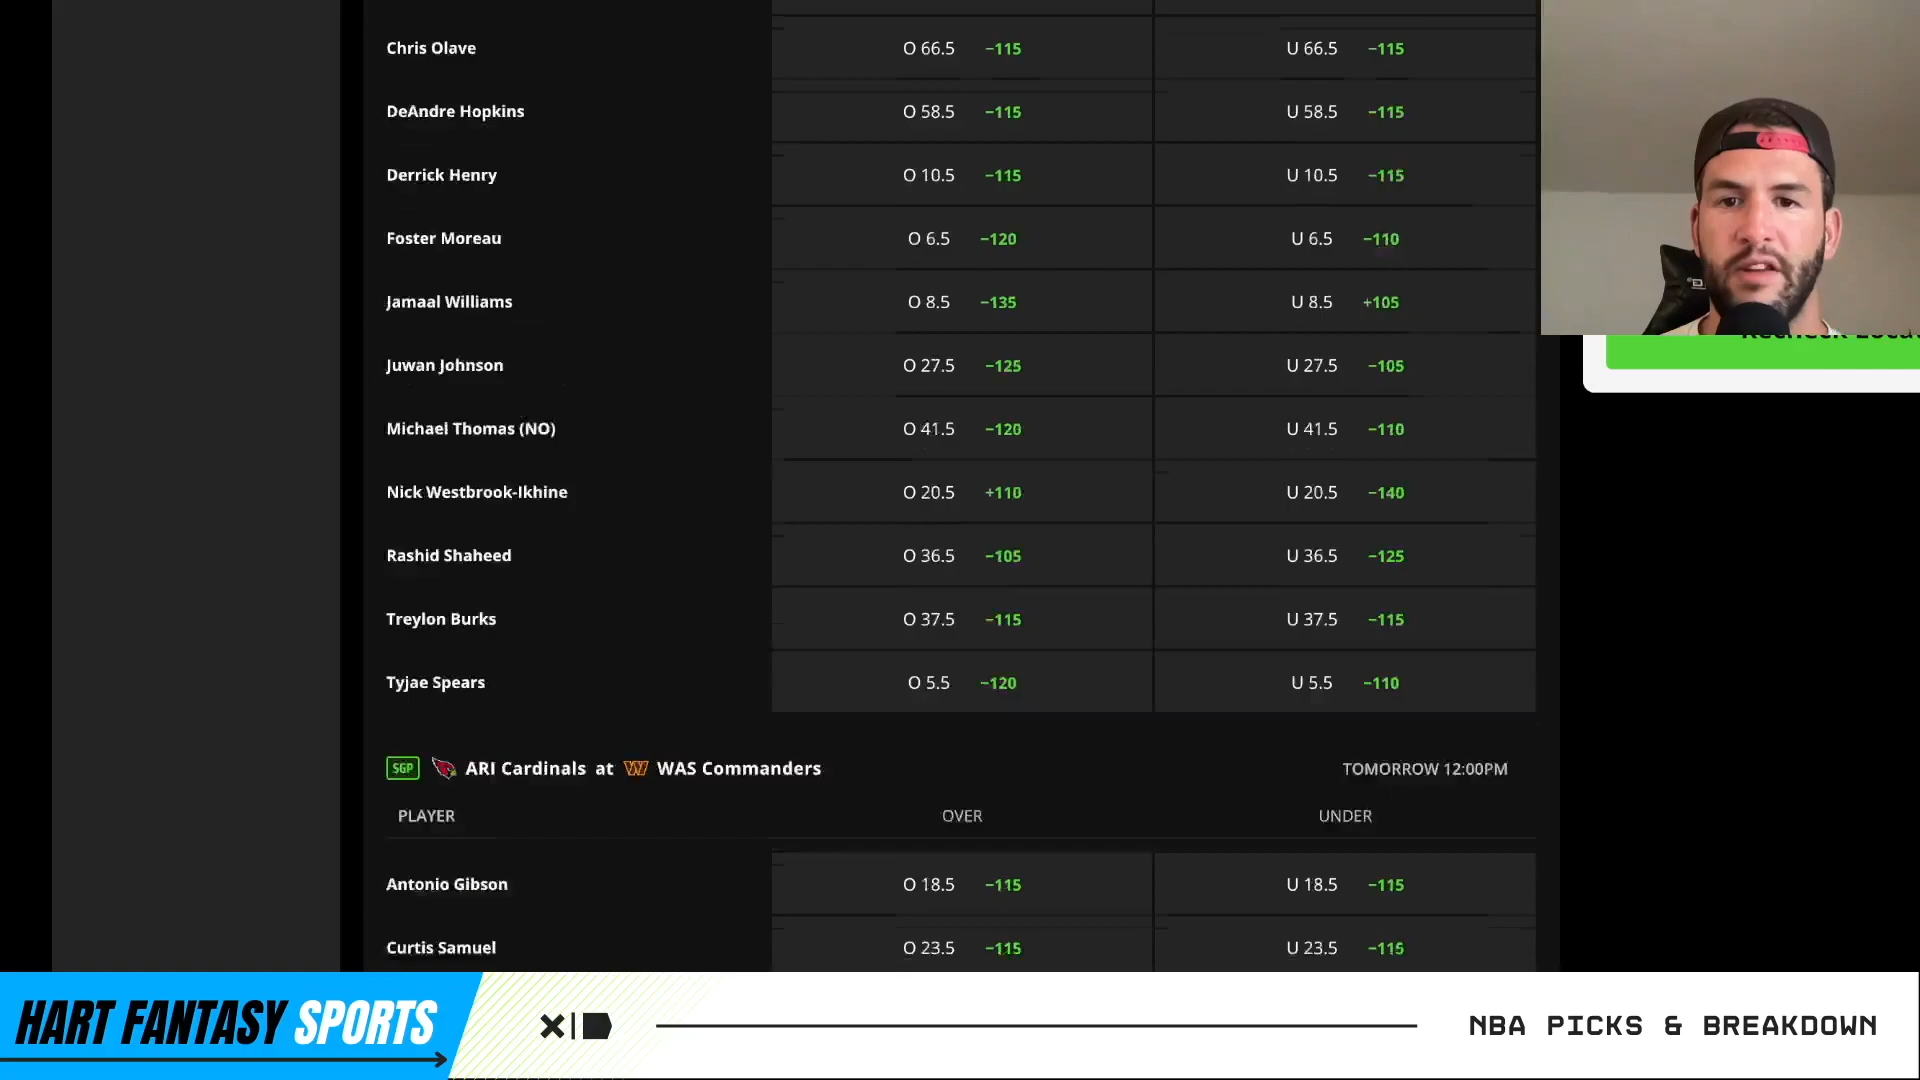 Chris Olave O 66.5 −115 U 66.5 −115
DeAndre Hopkins O 58.5 −115 U 58.5 −115
Derrick Henry O 10.5 −115 U 10.5 −115
Foster Moreau O 6.5 −120 U 6.5 −110
Jamaal Williams O 8.5 −135 U 8.5 +105
Juwan Johnson O 27.5 −125 U 27.5 −105
Michael Thomas (NO) O 41.5 −120 U 41.5 −110
Nick Westbrook-Ikhine O 20.5 +110 U 20.5 −140
Rashid Shaheed O 36.5 −105 U 36.5 −125
Treylon Burks O 37.5 −115 U 37.5 −115
Tyjae Spears O 5.5 −120 U 5.5 −110
SGP ARI Cardinals at WAS Commanders TOMORROW 12:00PM
PLAYER OVER UNDER
Antonio Gibson O 18.5 −115 U 18.5 −115
Curtis Samuel O 23.5 −115 U 23.5 −115
HART FANTASY SPORTS
NBA PICKS & BREAKDOWN